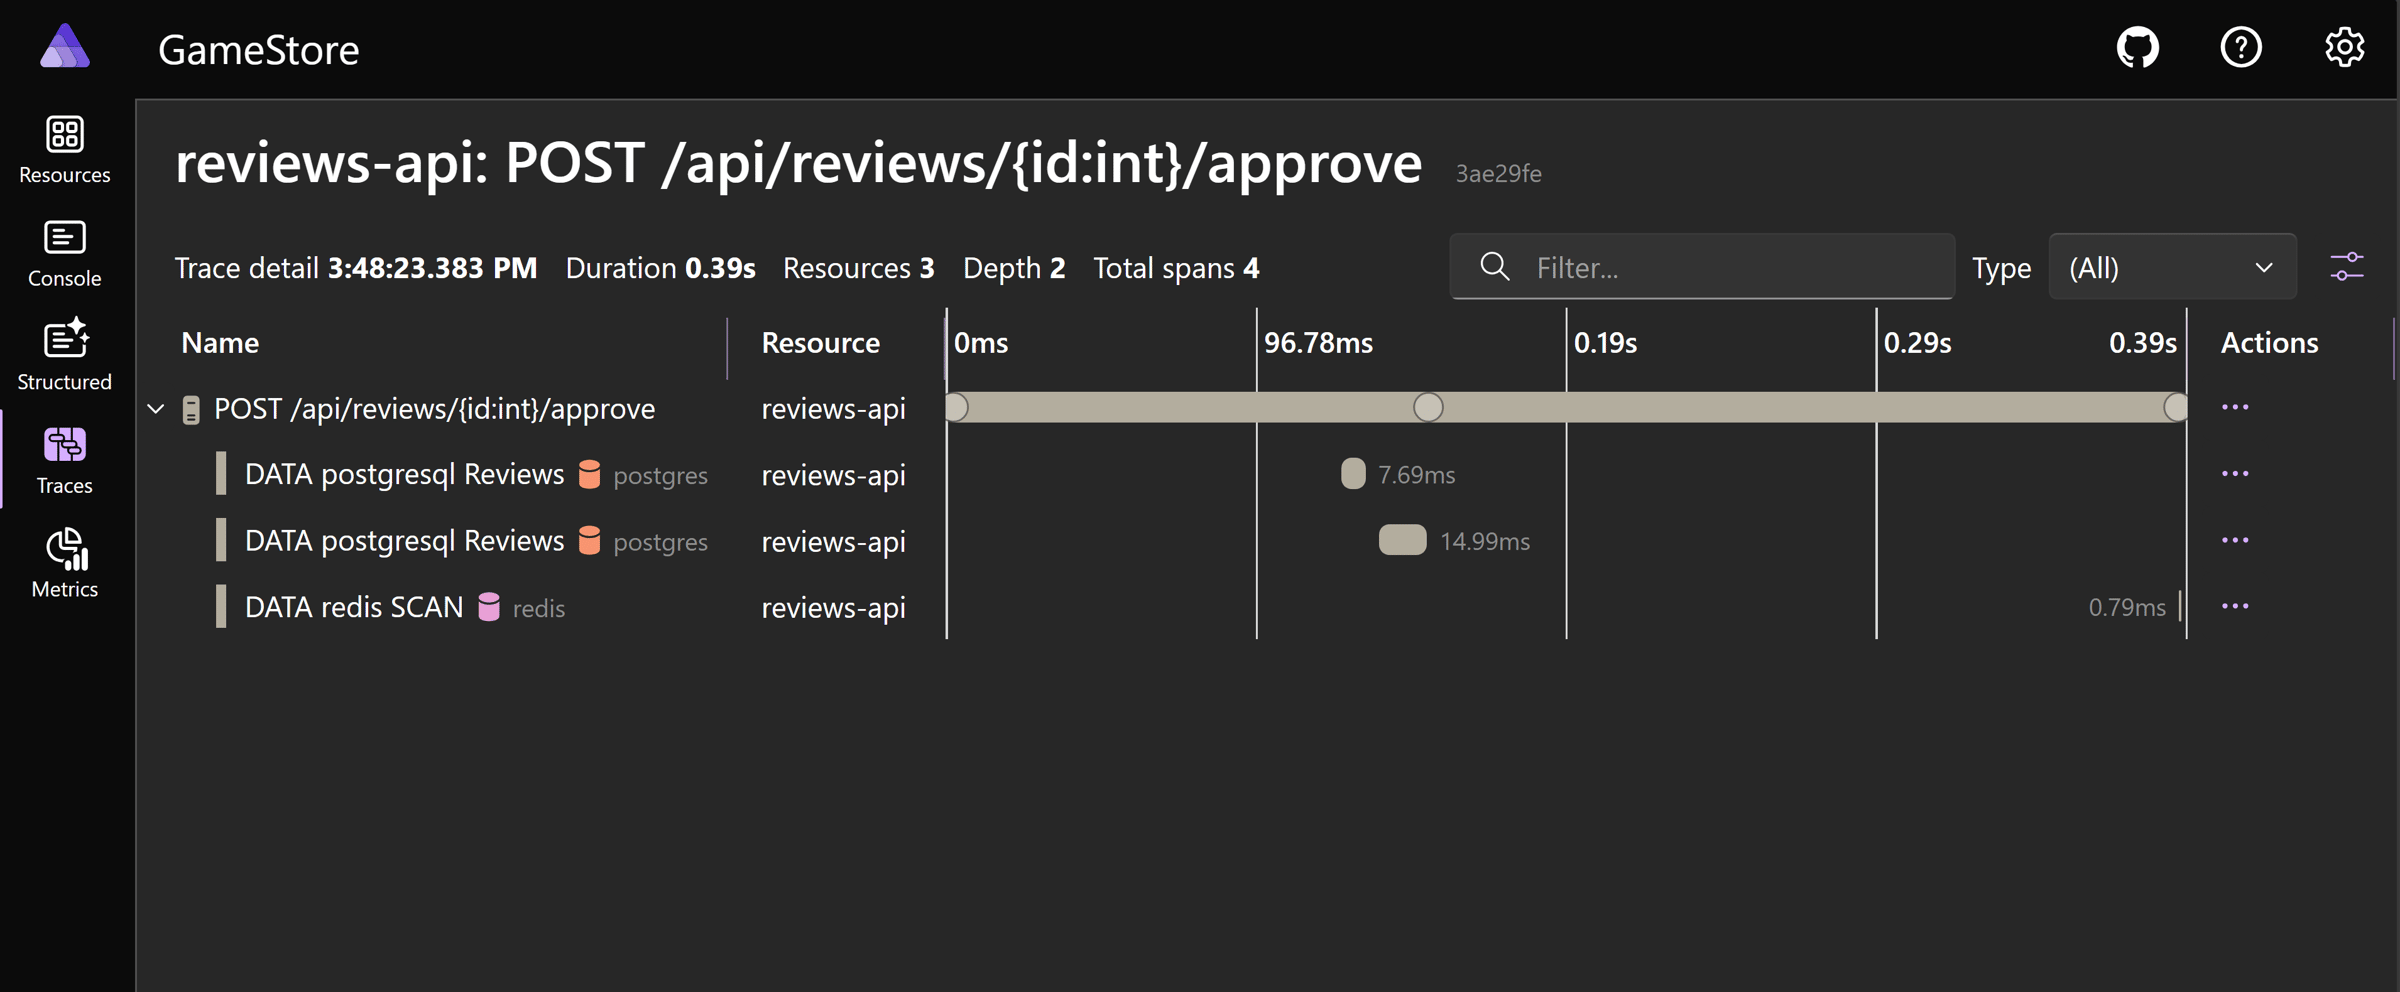 GameStore
Resources
Console
Structured
Traces
Metrics
reviews-api: POST /api/reviews/{id:int}/approve 3ae29fe
Trace detail 3:48:23.383 PM Duration 0.39s Resources 3 Depth 2 Total spans 4 Filter... Type (All)
Name Resource 0ms 96.78ms 0.19s 0.29s 0.39s Actions
POST /api/reviews/{id:int}/approve reviews-api
DATA postgresql Reviews postgres reviews-api 7.69ms
DATA postgresql Reviews postgres reviews-api 14.99ms
DATA redis SCAN redis reviews-api 0.79ms